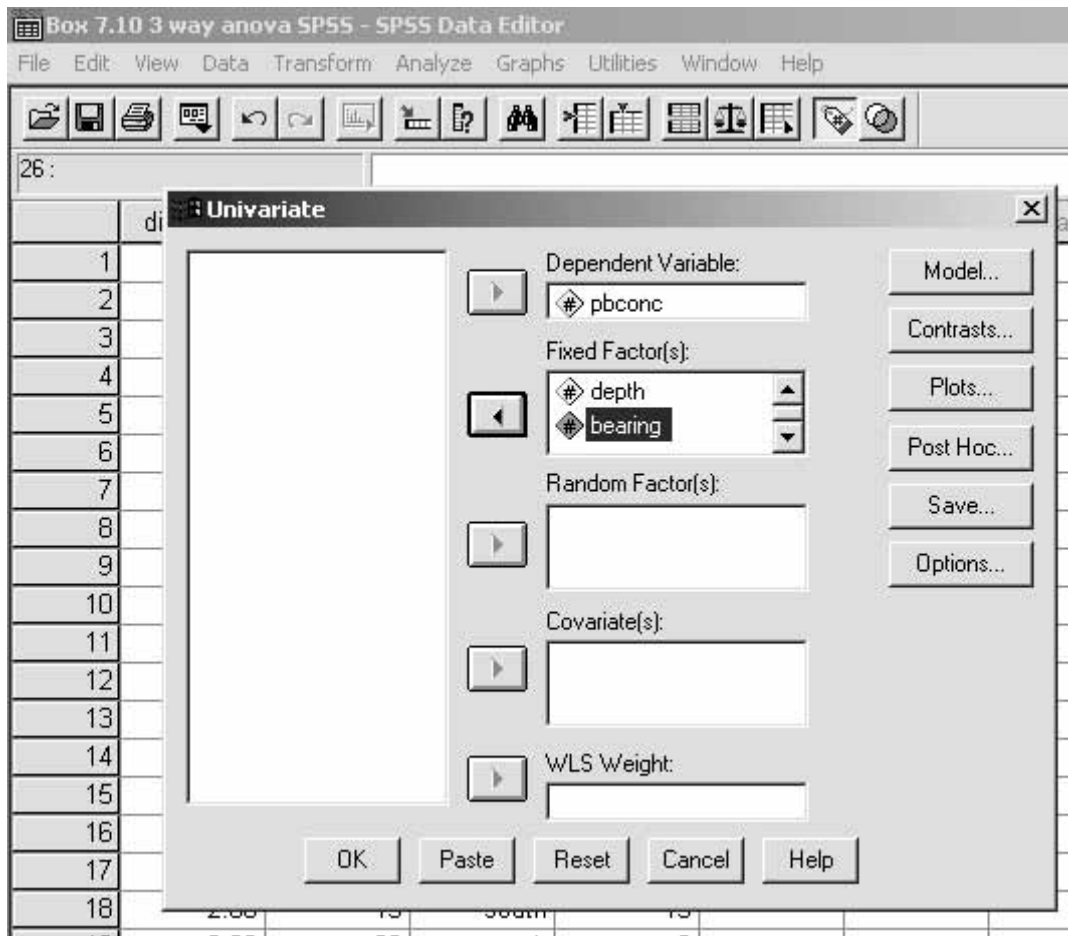 Box 7.10 3 way anova SPSS - SPSS Data Editor
File Edit View Data Transform Analyze Graphs Utilities Window Help
26 :
di
Univariate
1
2
3
4
5
6
7
8
9
10
11
12
13
14
15
16
17
18
Dependent Variable:
pbconc
Fixed Factor(s):
depth
bearing
Random Factor(s):
Covariate(s):
WLS Weight:
Model...
Contrasts...
Plots...
Post Hoc...
Save...
Options...
OK Paste Reset Cancel Help